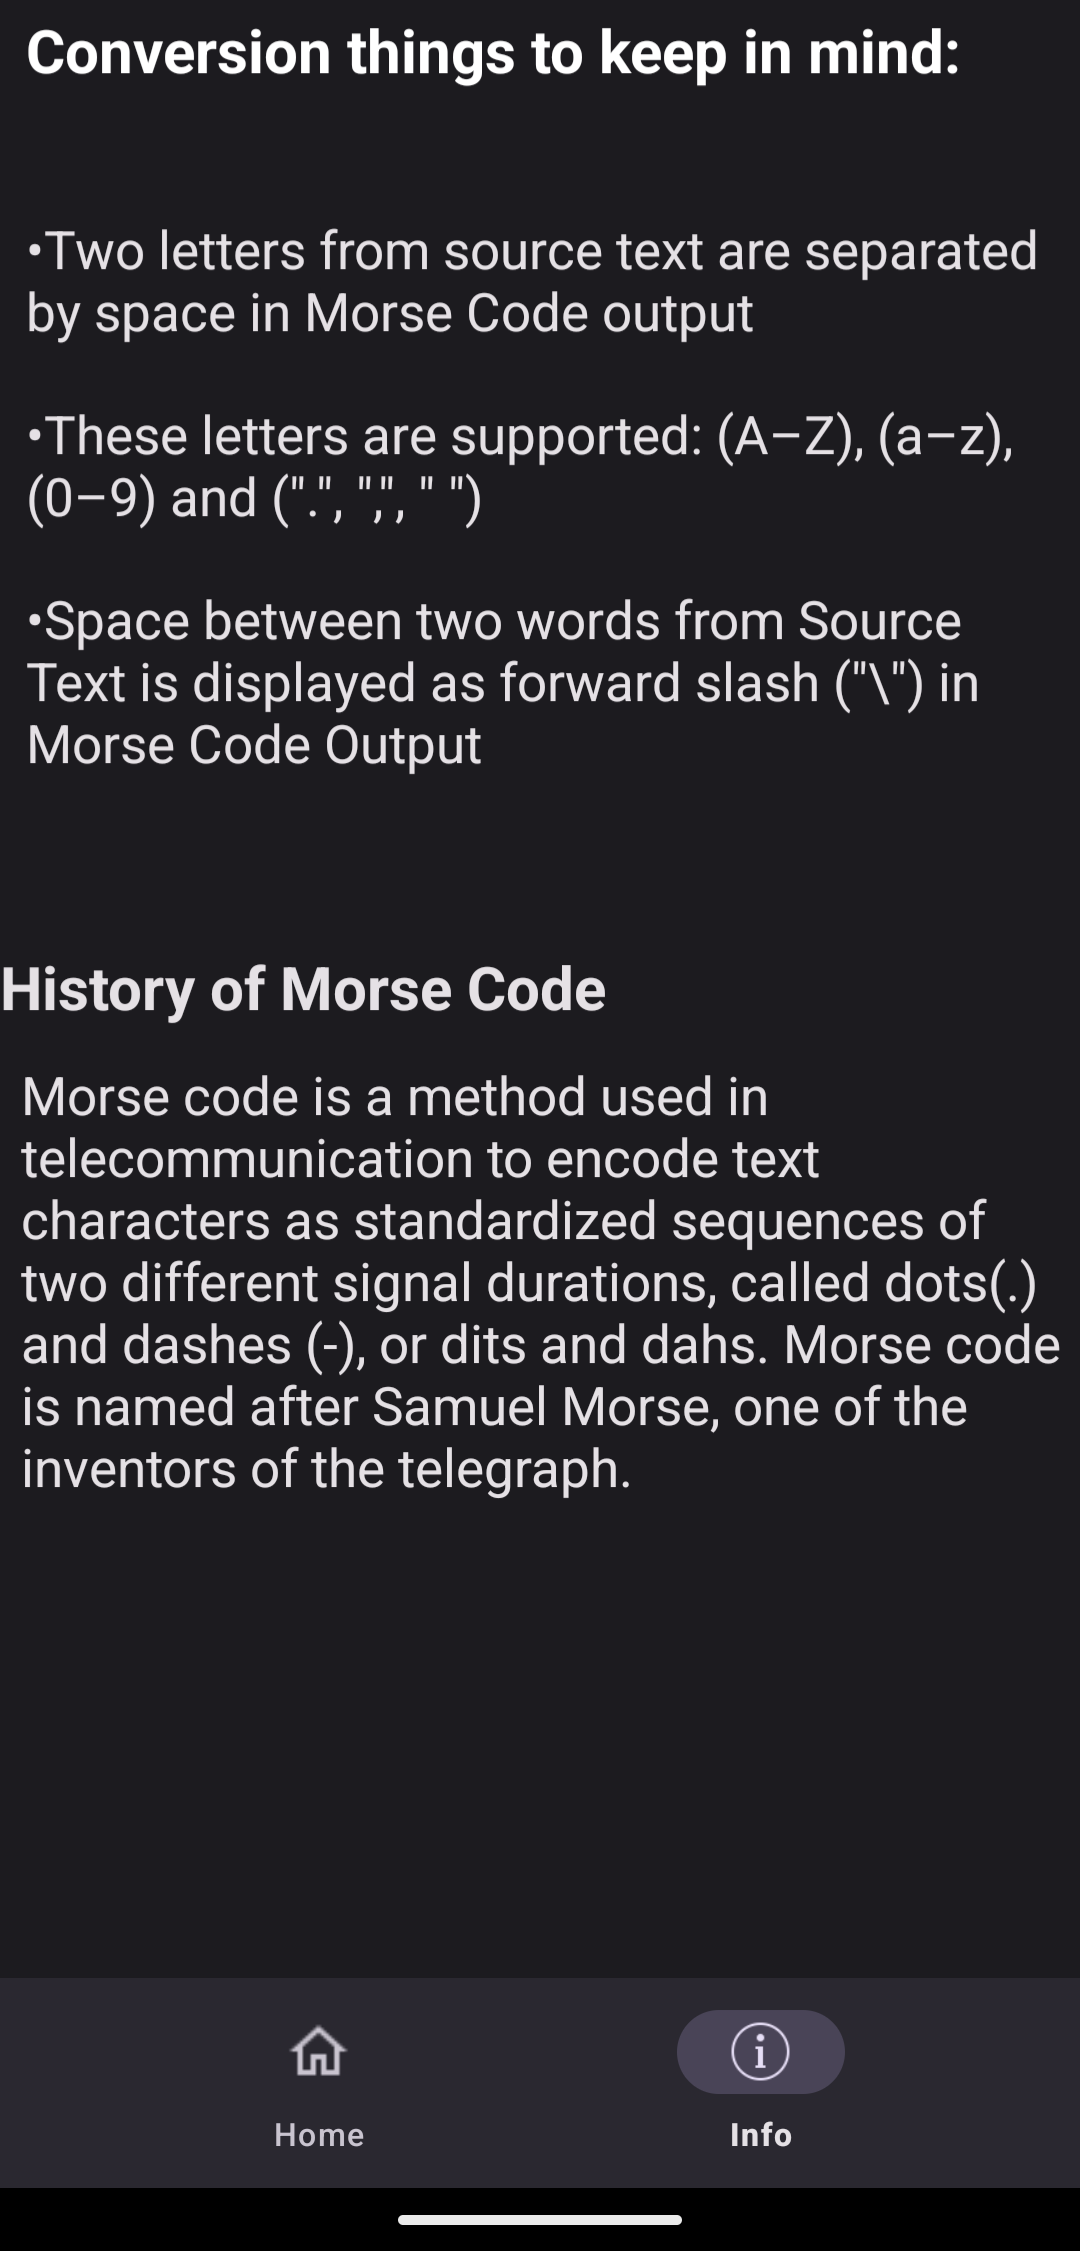 Conversion things to keep in mind:
•Two letters from source text are separated
by space in Morse Code output
•These letters are supported: (A–Z), (a–z),
(0–9) and (".", ",", " ")
•Space between two words from Source
Text is displayed as forward slash ("\") in
Morse Code Output
History of Morse Code
Morse code is a method used in
telecommunication to encode text
characters as standardized sequences of
two different signal durations, called dots(.)
and dashes (-), or dits and dahs. Morse code
is named after Samuel Morse, one of the
inventors of the telegraph.
Home
Info